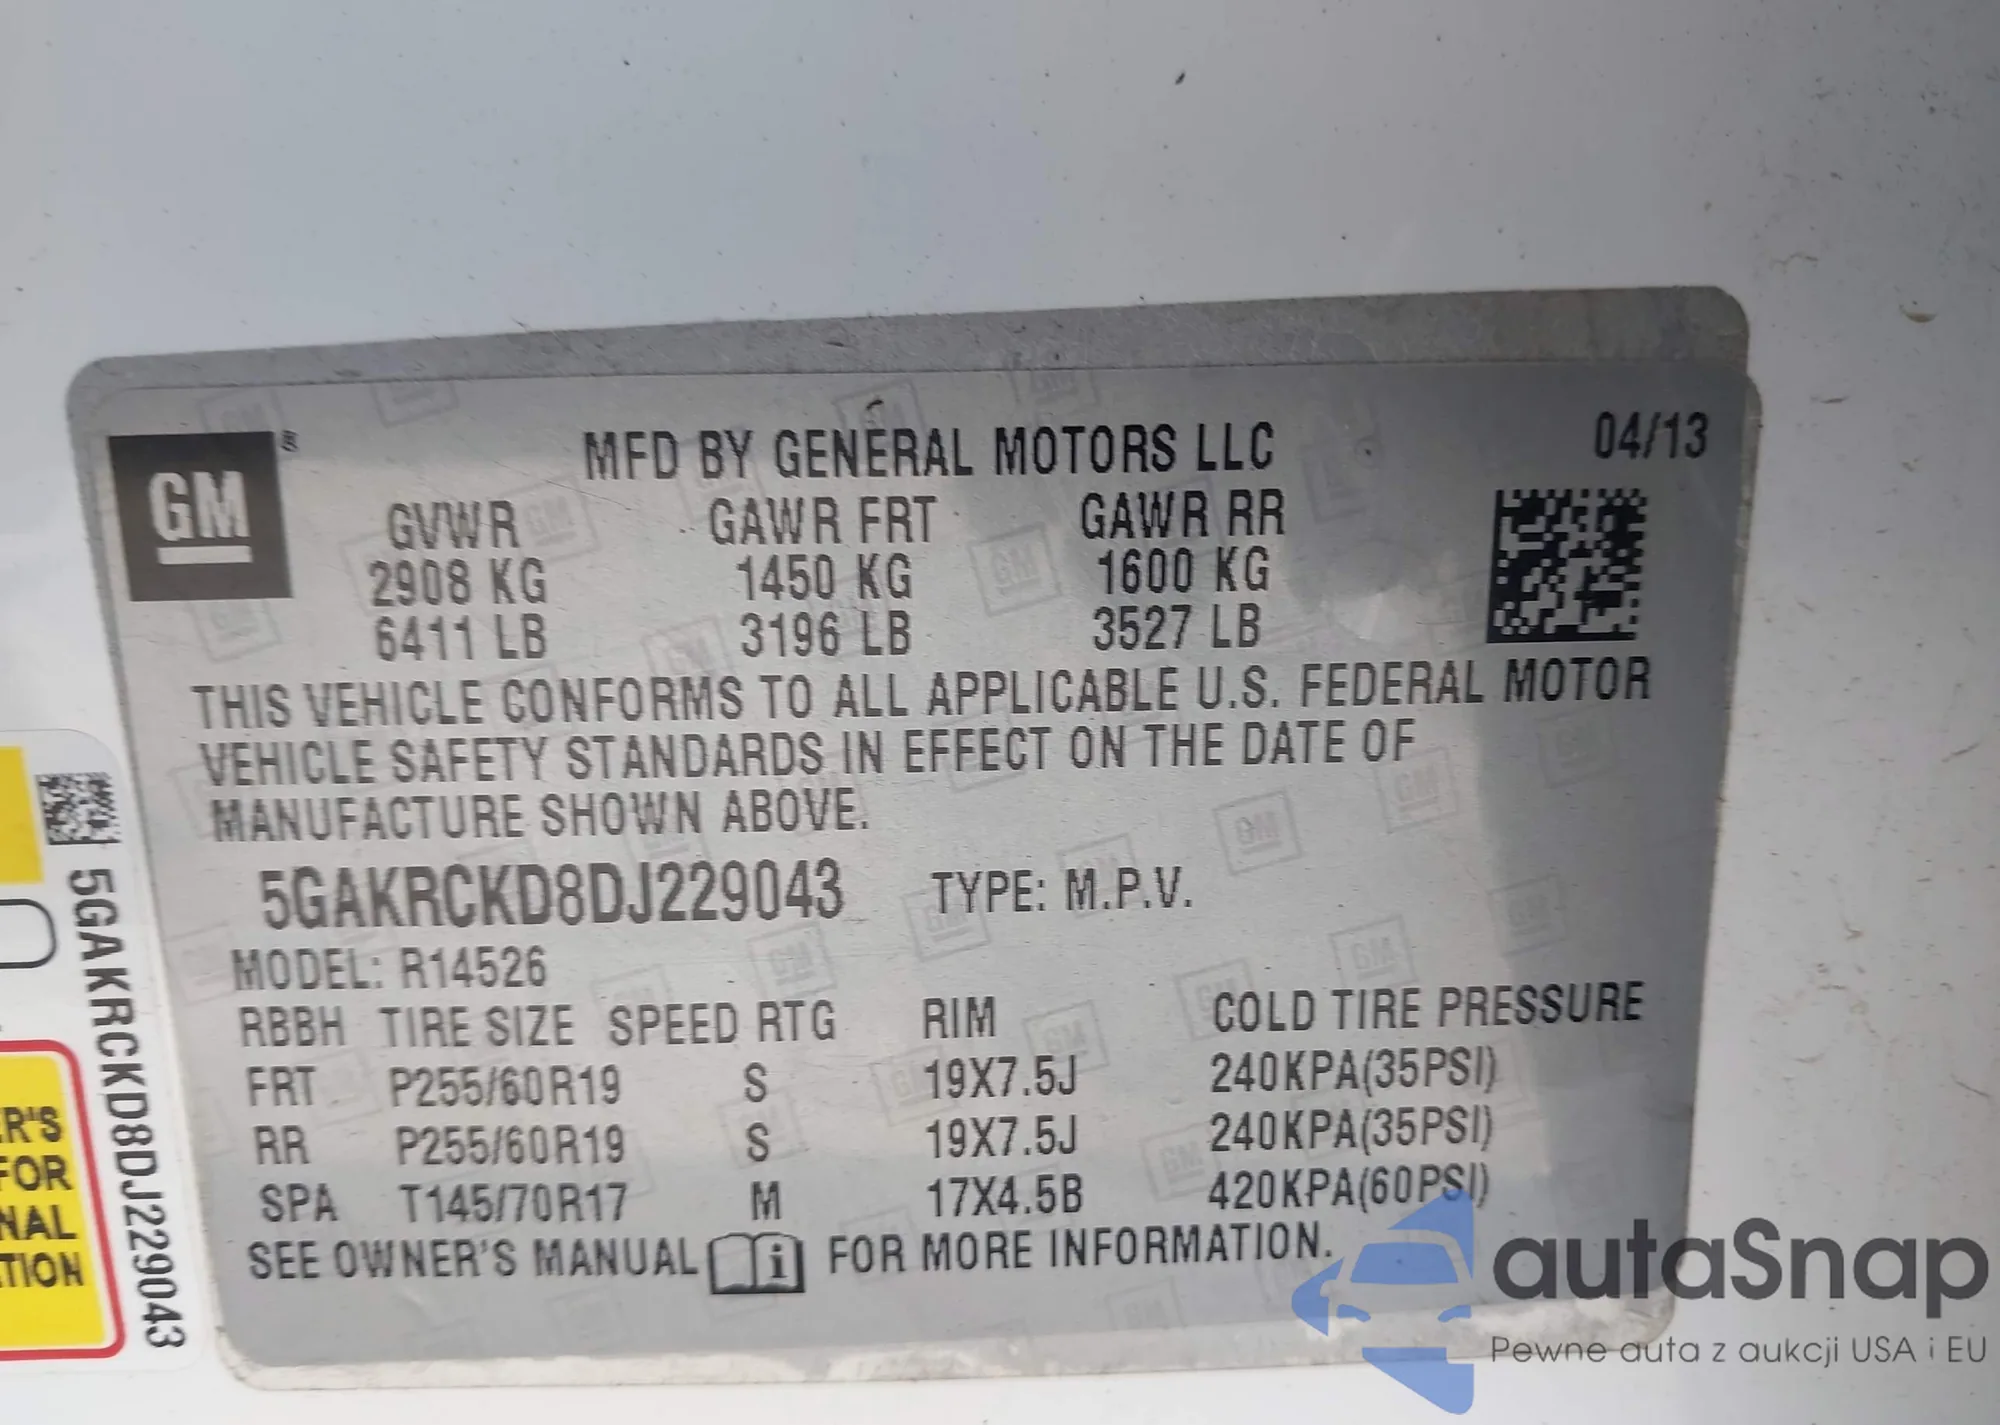 GM ®
MFD BY GENERAL MOTORS LLC
04/13
GVWR GAWR FRT GAWR RR
2908 KG 1450 KG 1600 KG
6411 LB 3196 LB 3527 LB
THIS VEHICLE CONFORMS TO ALL APPLICABLE U.S. FEDERAL MOTOR
VEHICLE SAFETY STANDARDS IN EFFECT ON THE DATE OF
MANUFACTURE SHOWN ABOVE.
5GAKRCKD8DJ229043 TYPE: M.P.V.
MODEL: R14526
RBBH TIRE SIZE SPEED RTG RIM COLD TIRE PRESSURE
FRT P255/60R19 S 19X7.5J 240KPA(35PSI)
RR P255/60R19 S 19X7.5J 240KPA(35PSI)
SPA T145/70R17 M 17X4.5B 420KPA(60PSI)
SEE OWNER'S MANUAL i FOR MORE INFORMATION.
5GAKRCKD8DJ229043
R'S
FOR
NAL
TION
autaSnap
Pewne auta z aukcji USA i EU